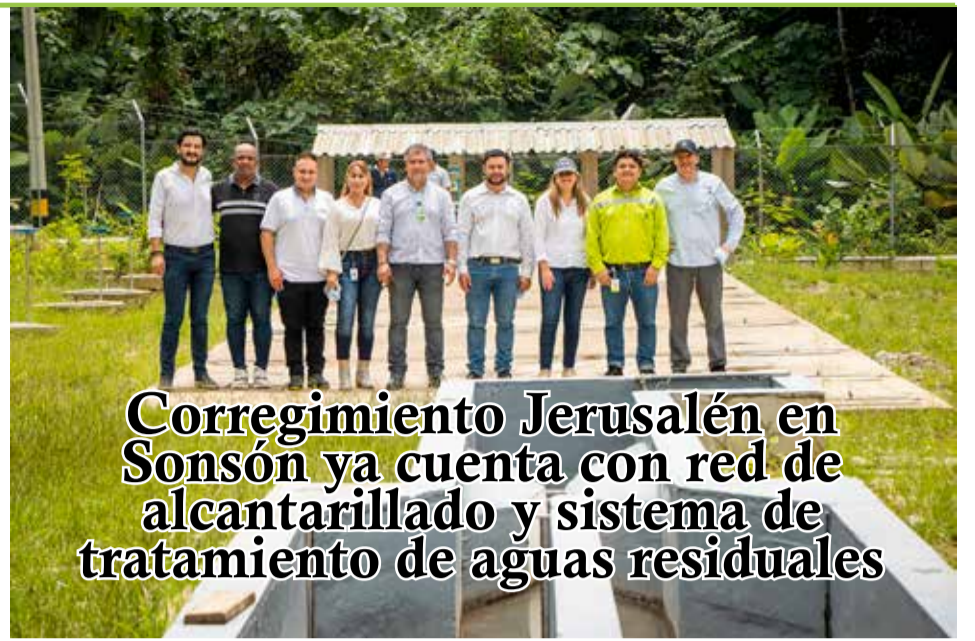 Corregimiento Jerusalén en
Sonsón ya cuenta con red de
alcantarillado y sistema de
tratamiento de aguas residuales